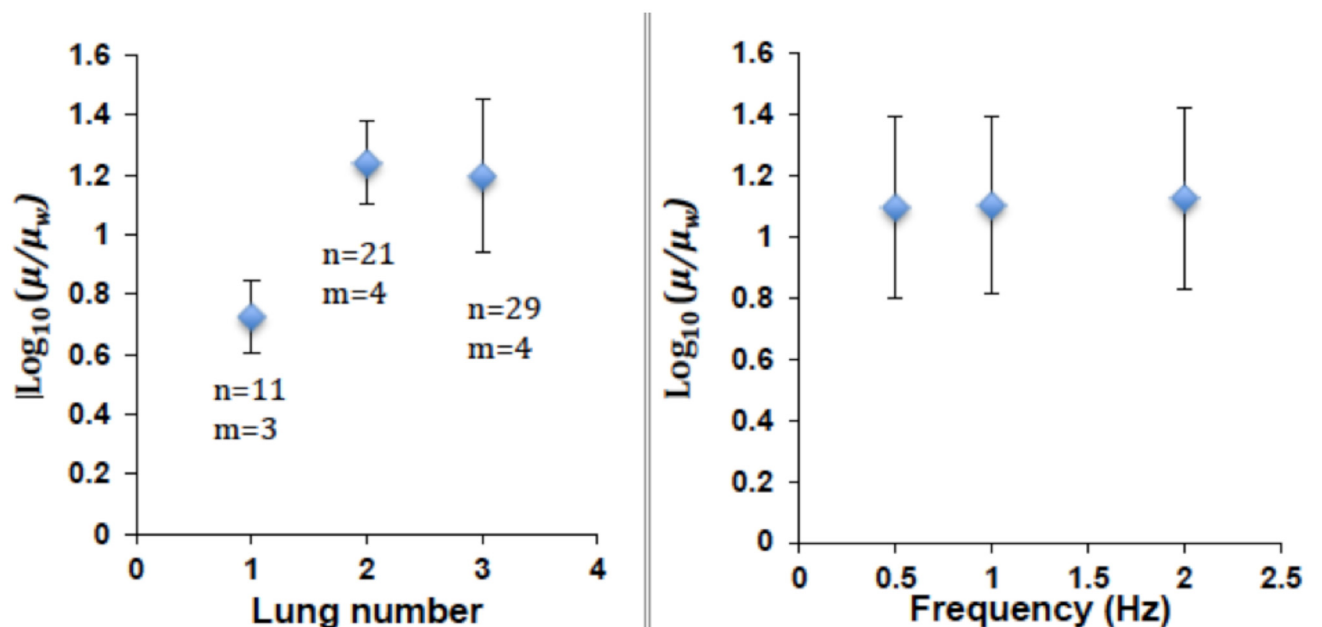 1.6
1.4
1.2
1
0.8
0.6
0.4
0.2
0
0 1 2 3 4
Lung number
|Log₁₀(μ/μ_w)
n=11
m=3
n=21
m=4
n=29
m=4
1.6
1.4
1.2
1
0.8
0.6
0.4
0.2
0
0 0.5 1 1.5 2 2.5
Frequency (Hz)
Log₁₀(μ/μ_w)